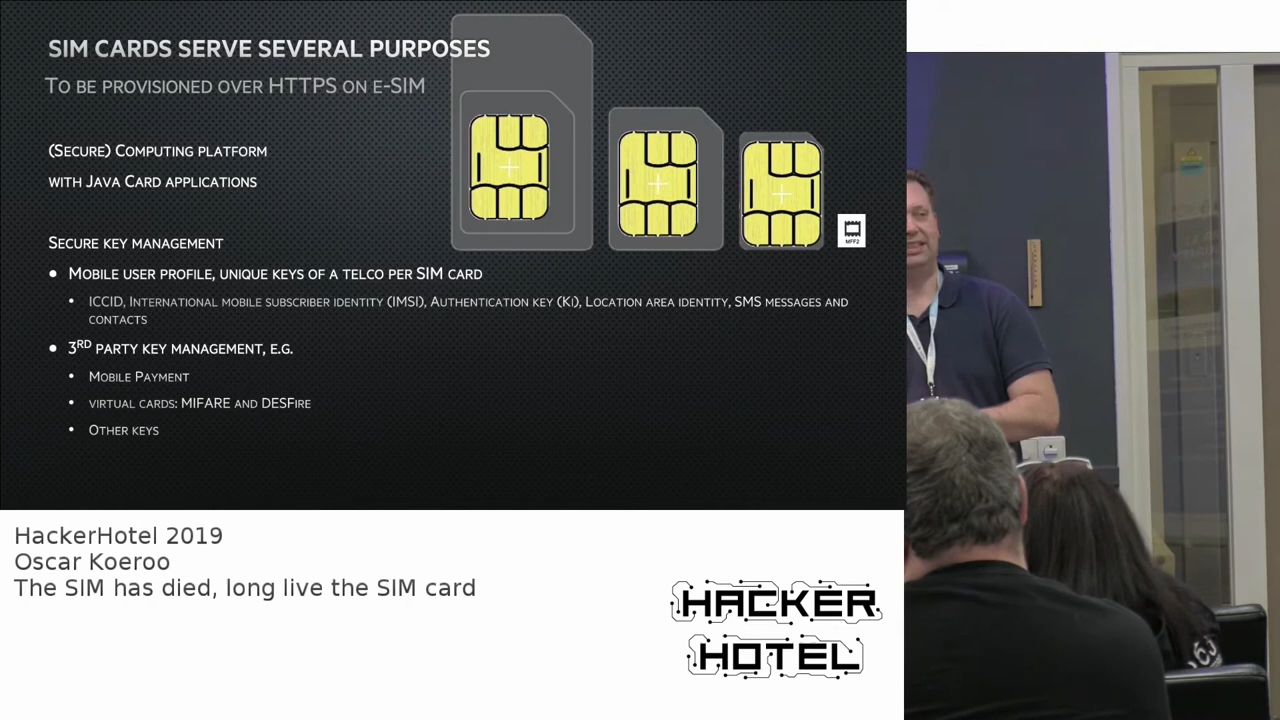 SIM CARDS SERVE SEVERAL PURPOSES
TO BE PROVISIONED OVER HTTPS ON E-SIM
(SECURE) COMPUTING PLATFORM
WITH JAVA CARD APPLICATIONS
SECURE KEY MANAGEMENT
• MOBILE USER PROFILE, UNIQUE KEYS OF A TELCO PER SIM CARD
• ICCID, INTERNATIONAL MOBILE SUBSCRIBER IDENTITY (IMSI), AUTHENTICATION KEY (KI), LOCATION AREA IDENTITY, SMS MESSAGES AND
CONTACTS
• 3RD PARTY KEY MANAGEMENT, E.G.
• MOBILE PAYMENT
• VIRTUAL CARDS: MIFARE AND DESFIRE
• OTHER KEYS
MFF2
HackerHotel 2019
Oscar Koeroo
The SIM has died, long live the SIM card
HACKER
HOTEL